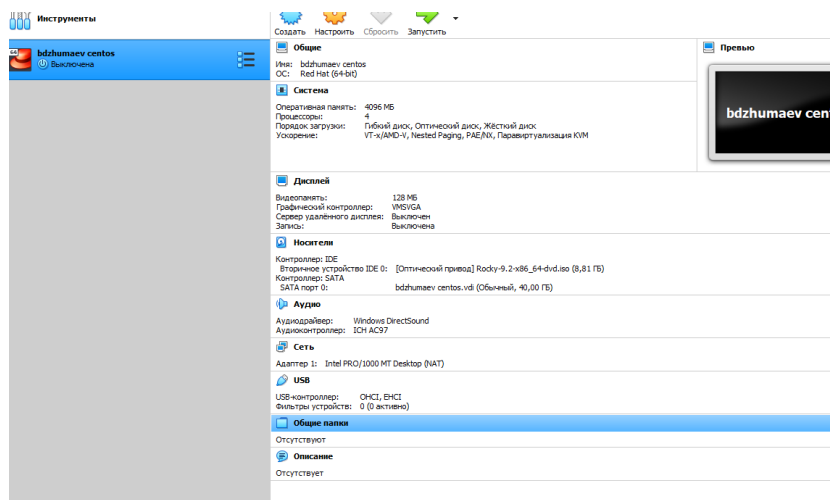 Инструменты
Создать Настроить Сбросить Запустить
64
bdzhumaev centos
Выключена
Общие
Имя: bdzhumaev centos
ОС: Red Hat (64-bit)
Система
Оперативная память: 4096 МБ
Процессоры: 4
Порядок загрузки: Гибкий диск, Оптический диск, Жёсткий диск
Ускорение: VT-x/AMD-V, Nested Paging, PAE/NX, Паравиртуализация KVM
Превью
bdzhumaev cen
Дисплей
Видеопамять: 128 МБ
Графический контроллер: VMSVGA
Сервер удалённого дисплея: Выключен
Запись: Выключена
Носители
Контроллер: IDE
Вторичное устройство IDE 0: [Оптический привод] Rocky-9.2-x86_64-dvd.iso (8,81 ГБ)
Контроллер: SATA
SATA порт 0: bdzhumaev centos.vdi (Обычный, 40,00 ГБ)
Аудио
Аудиодрайвер: Windows DirectSound
Аудиоконтроллер: ICH AC97
Сеть
Адаптер 1: Intel PRO/1000 MT Desktop (NAT)
USB
USB-контроллер: OHCI, EHCI
Фильтры устройств: 0 (0 активно)
Общие папки
Отсутствуют
Описание
Отсутствует